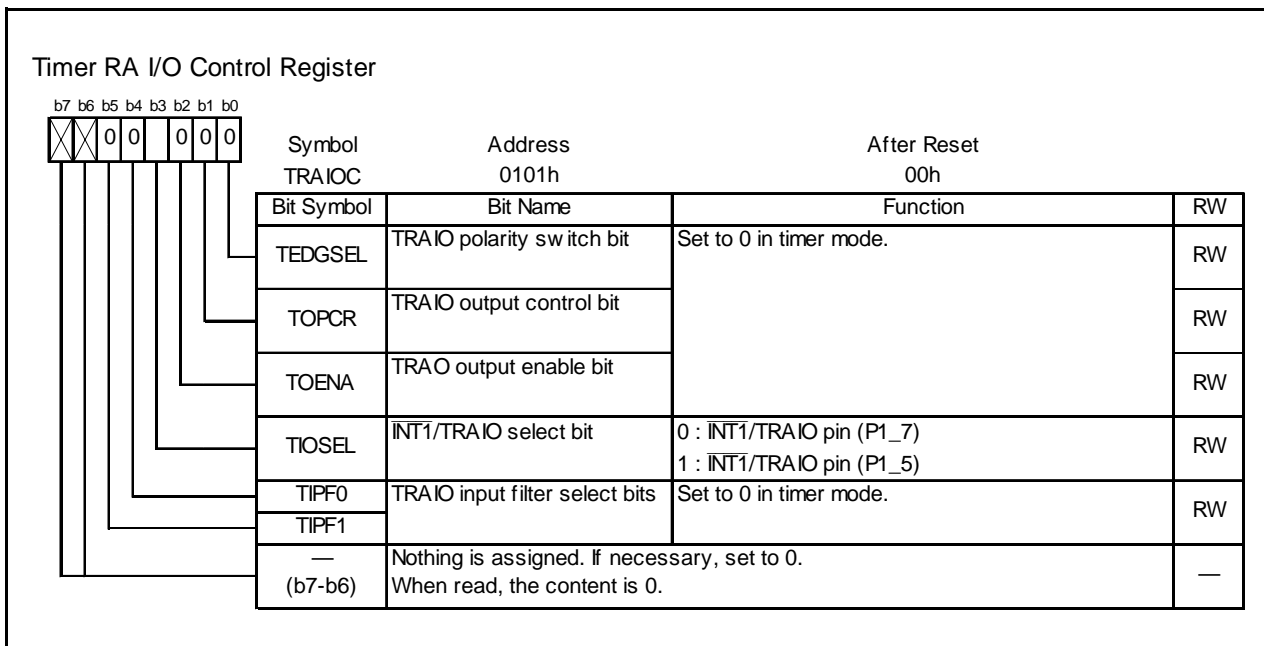 Timer RA I/O Control Register
b7 b6 b5 b4 b3 b2 b1 b0
0 0 0 0 0
Symbol Address After Reset
TRAIOC 0101h 00h
Bit Symbol Bit Name Function RW
TEDGSEL TRAIO polarity switch bit Set to 0 in timer mode. RW
TOPCR TRAIO output control bit RW
TOENA TRAO output enable bit RW
TIOSEL INT1/TRAIO select bit 0 : INT1/TRAIO pin (P1_7) RW
1 : INT1/TRAIO pin (P1_5)
TIPF0 TRAIO input filter select bits Set to 0 in timer mode. RW
TIPF1
— Nothing is assigned. If necessary, set to 0. —
(b7-b6) When read, the content is 0.